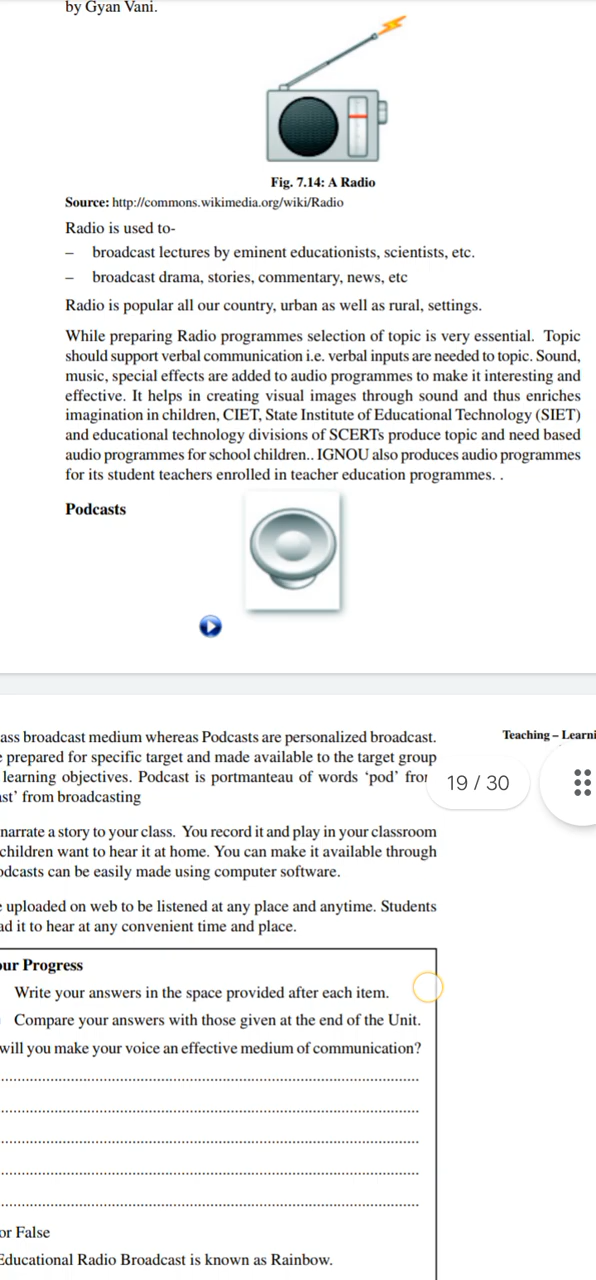 by Gyan Vani.
Fig. 7.14: A Radio
Source: http://commons.wikimedia.org/wiki/Radio
Radio is used to-
– broadcast lectures by eminent educationists, scientists, etc.
– broadcast drama, stories, commentary, news, etc
Radio is popular all our country, urban as well as rural, settings.
While preparing Radio programmes selection of topic is very essential. Topic
should support verbal communication i.e. verbal inputs are needed to topic. Sound,
music, special effects are added to audio programmes to make it interesting and
effective. It helps in creating visual images through sound and thus enriches
imagination in children, CIET, State Institute of Educational Technology (SIET)
and educational technology divisions of SCERTs produce topic and need based
audio programmes for school children.. IGNOU also produces audio programmes
for its student teachers enrolled in teacher education programmes. .
Podcasts
ass broadcast medium whereas Podcasts are personalized broadcast.
Teaching – Learni
e prepared for specific target and made available to the target group
learning objectives. Podcast is portmanteau of words ‘pod’ from
19 / 30
ast’ from broadcasting
narrate a story to your class. You record it and play in your classroom
children want to hear it at home. You can make it available through
odcasts can be easily made using computer software.
e uploaded on web to be listened at any place and anytime. Students
ad it to hear at any convenient time and place.
our Progress
Write your answers in the space provided after each item.
Compare your answers with those given at the end of the Unit.
will you make your voice an effective medium of communication?
or False
Educational Radio Broadcast is known as Rainbow.